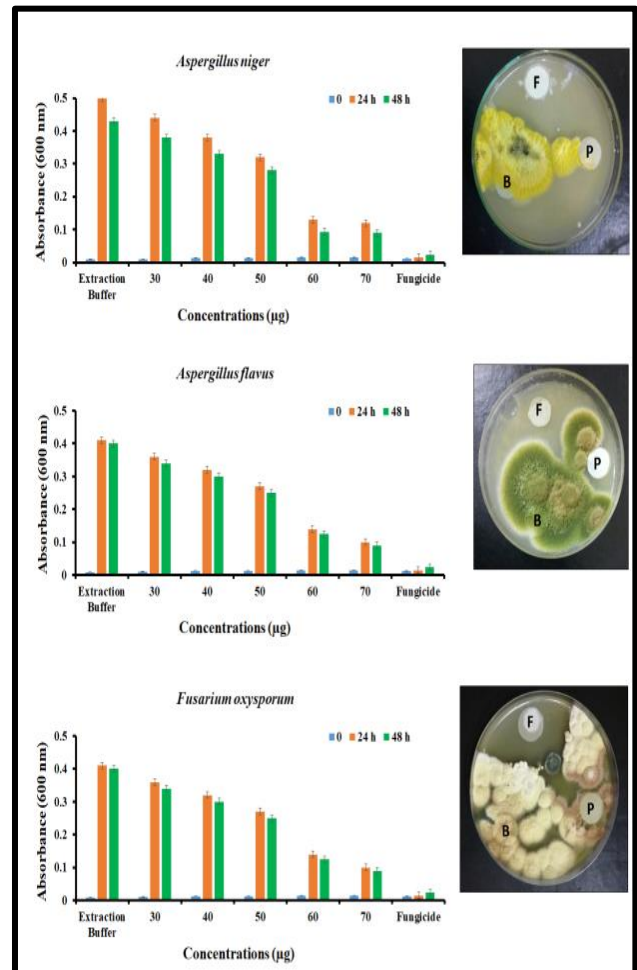 Aspergillus niger
0 24 h 48 h
Absorbance (600 nm)
0.5
0.4
0.3
0.2
0.1
0
Extraction Buffer 30 40 50 60 70 Fungicide
Concentrations (µg)
F
P
B
Aspergillus flavus
0 24 h 48 h
Absorbance (600 nm)
0.5
0.4
0.3
0.2
0.1
0
Extraction Buffer 30 40 50 60 70 Fungicide
Concentrations (µg)
F
P
B
Fusarium oxysporum
0 24 h 48 h
Absorbance (600 nm)
0.5
0.4
0.3
0.2
0.1
0
Extraction Buffer 30 40 50 60 70 Fungicide
Concentrations (µg)
F
P
B